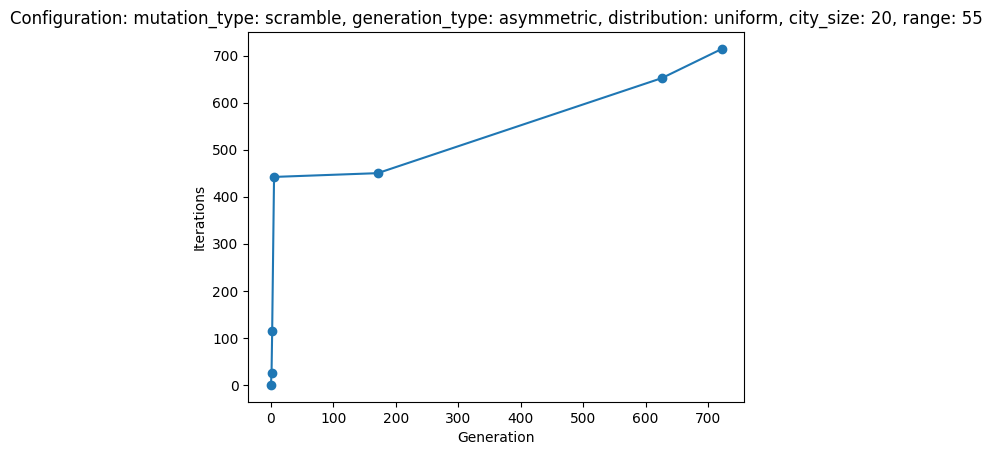 Configuration: mutation_type: scramble, generation_type: asymmetric, distribution: uniform, city_size: 20, range: 55
700
600
500
400
300
200
100
0
Iterations
0 100 200 300 400 500 600 700
Generation